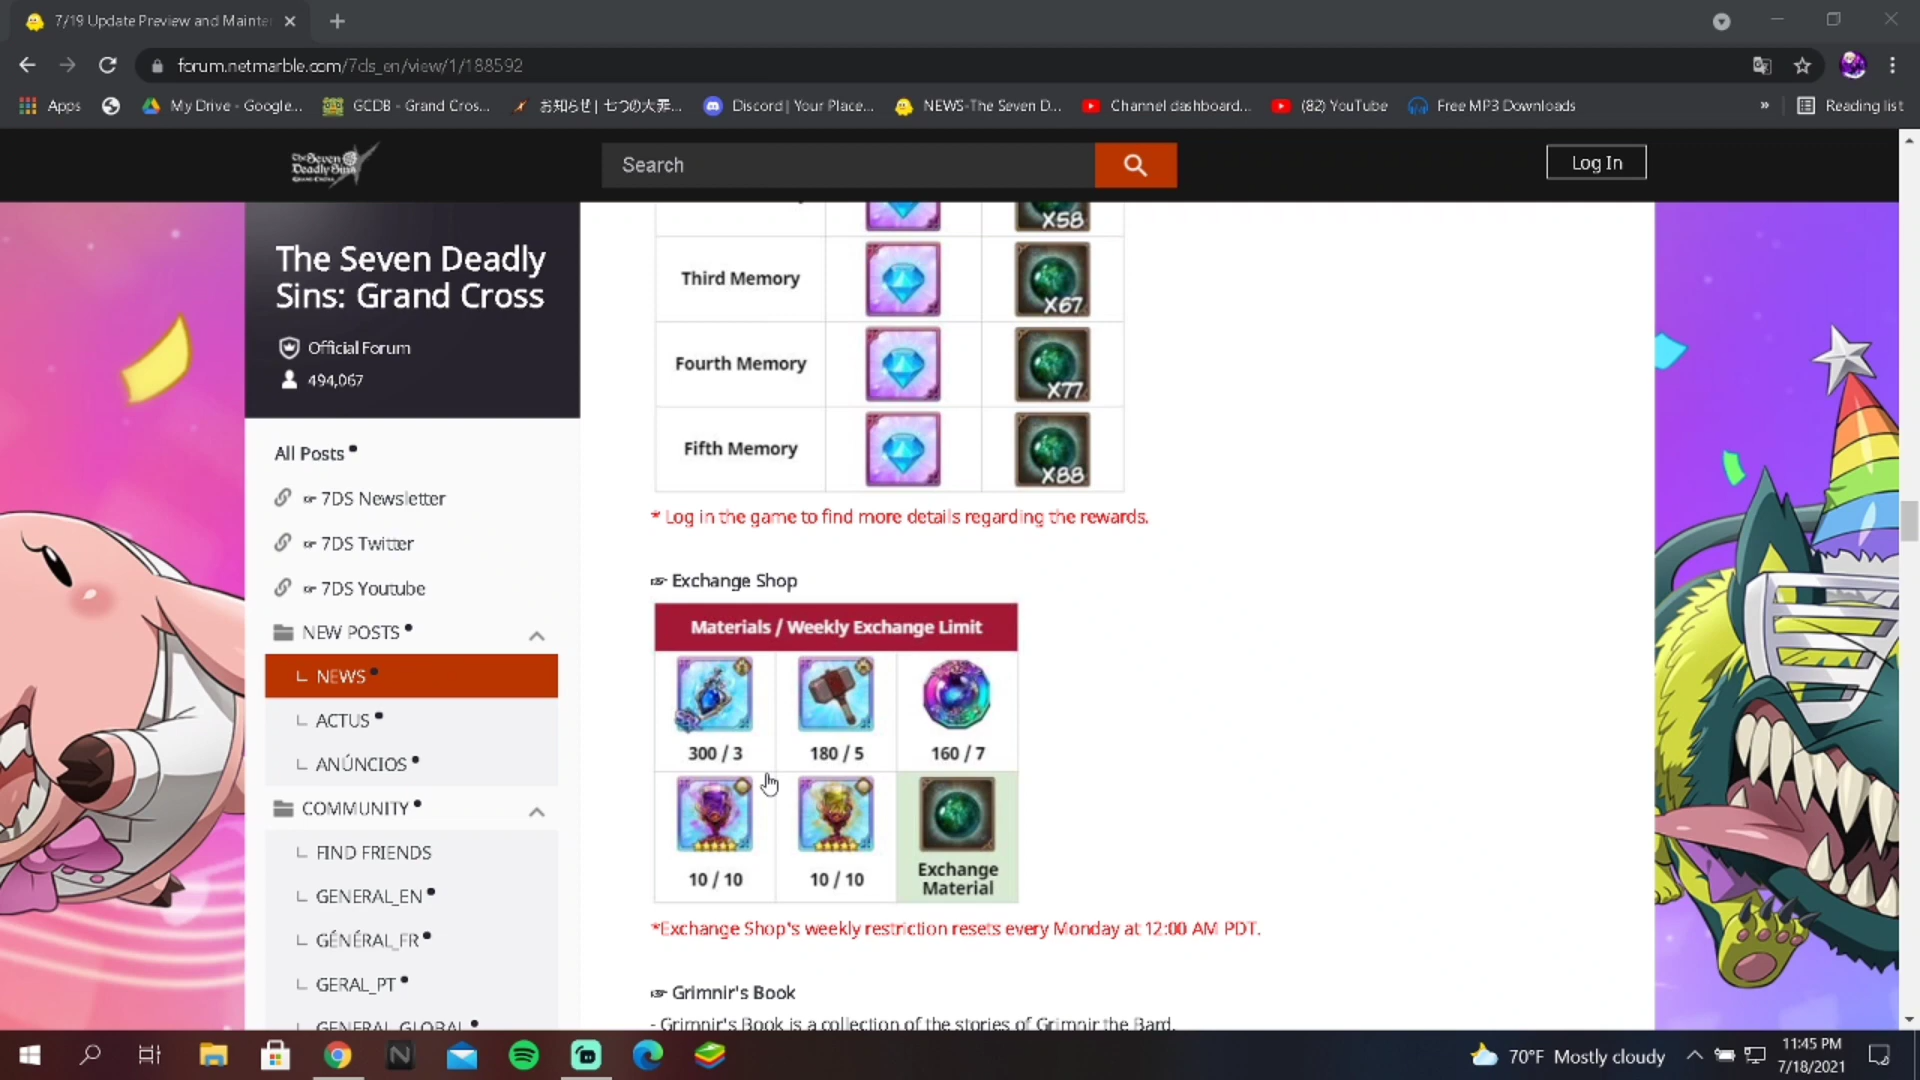 7/19 Update Preview and Mainte
forum.netmarble.com/7ds_en/view/1/188592
Apps
My Drive - Google...
GCDB - Grand Cros...
お知らせ | 七つの大罪...
Discord | Your Place...
NEWS-The Seven D...
Channel dashboard...
(82) YouTube
Free MP3 Downloads
»
Reading list
The Seven
Deadly Sins
GRAND CROSS
Search
Log In
The Seven Deadly
Sins: Grand Cross
Official Forum
494,067
All Posts
☞ 7DS Newsletter
☞ 7DS Twitter
☞ 7DS Youtube
NEW POSTS
NEWS
ACTUS
ANÚNCIOS
COMMUNITY
FIND FRIENDS
GENERAL_EN
GÉNÉRAL_FR
GERAL_PT
GENERAL_GLOBAL
X58
Third Memory
X67
Fourth Memory
X77
Fifth Memory
X88
* Log in the game to find more details regarding the rewards.
☞ Exchange Shop
Materials / Weekly Exchange Limit
300 / 3
180 / 5
160 / 7
10 / 10
10 / 10
Exchange
Material
*Exchange Shop's weekly restriction resets every Monday at 12:00 AM PDT.
☞ Grimnir's Book
- Grimnir's Book is a collection of the stories of Grimnir the Bard.
70°F Mostly cloudy
11:45 PM
7/18/2021